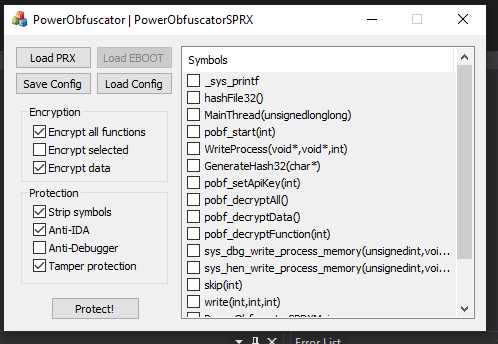 PowerObfuscator | PowerObfuscatorSPRX
Load PRX
Load EBOOT
Save Config
Load Config
Encryption
Encrypt all functions
Encrypt selected
Encrypt data
Protection
Strip symbols
Anti-IDA
Anti-Debugger
Tamper protection
Protect!
Symbols
_sys_printf
hashFile32()
MainThread(unsignedlonglong)
pobf_start(int)
WriteProcess(void*,void*,int)
GenerateHash32(char*)
pobf_setApiKey(int)
pobf_decryptAll()
pobf_decryptData()
pobf_decryptFunction(int)
sys_dbg_write_process_memory(unsignedint,voi...
sys_hen_write_process_memory(unsignedint,voi...
skip(int)
write(int,int,int)
Error List